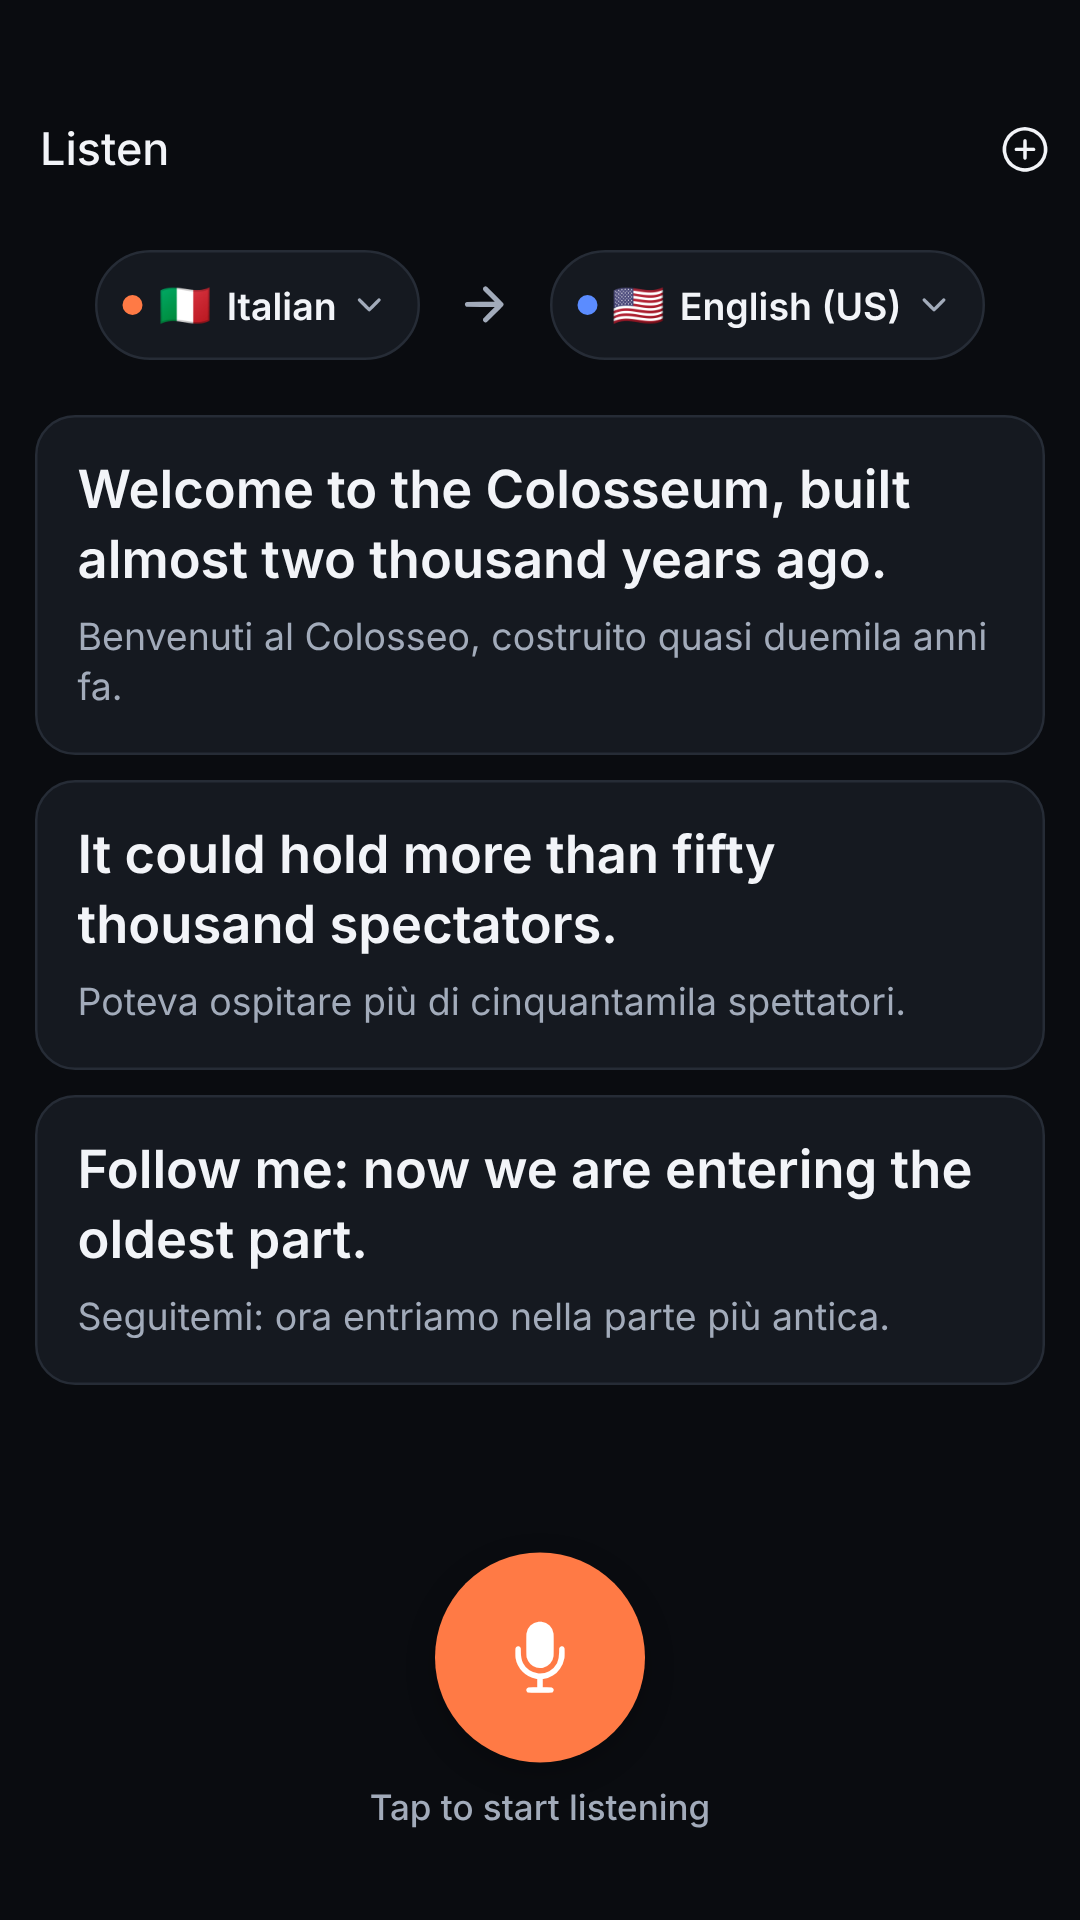 Listen
Italian
English (US)
Welcome to the Colosseum, built
almost two thousand years ago.
Benvenuti al Colosseo, costruito quasi duemila anni
fa.
It could hold more than fifty
thousand spectators.
Poteva ospitare più di cinquantamila spettatori.
Follow me: now we are entering the
oldest part.
Seguitemi: ora entriamo nella parte più antica.
Tap to start listening